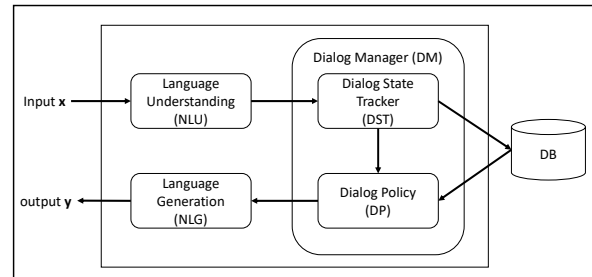 Dialog Manager (DM)
Input x
Language
Understanding
(NLU)
Dialog State
Tracker
(DST)
DB
output y
Language
Generation
(NLG)
Dialog Policy
(DP)